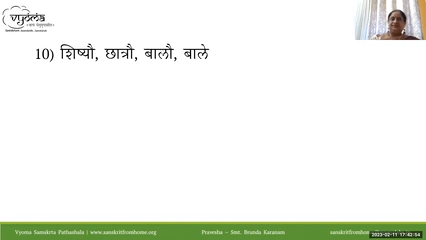 vyoma
10) शिष्यौ, छात्रौ, बालौ, बाले
Vyoma Samskrta Pathashala | www.sanskritfromhome.org
Pravesha – Smt. Brunda Karanam
sanskritfromhome
2023-02-11 17:42:54